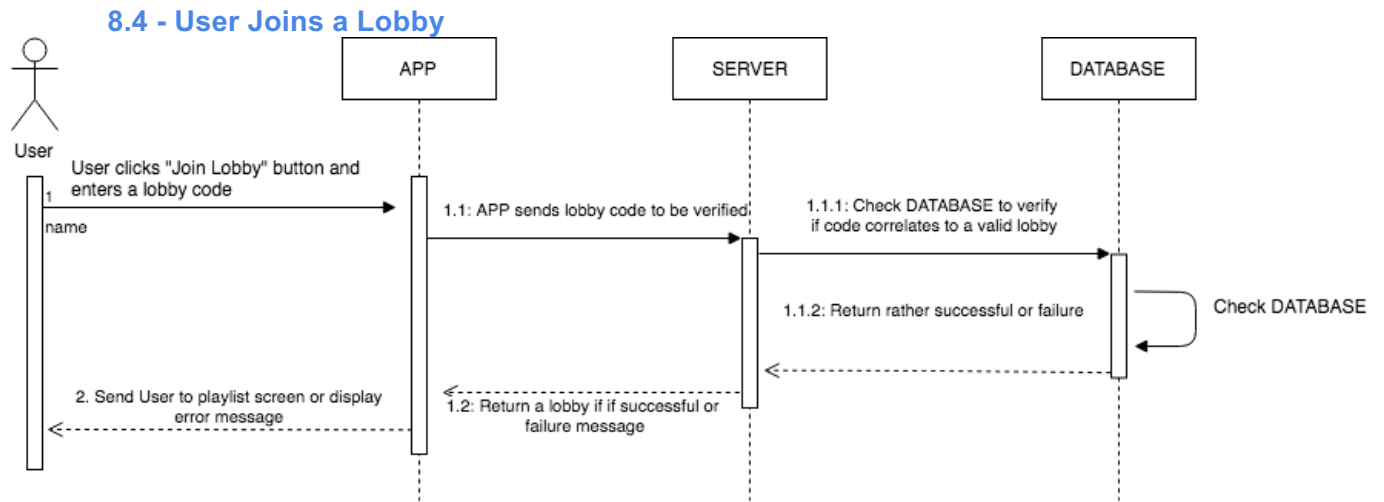 8.4 - User Joins a Lobby
APP
SERVER
DATABASE
User
User clicks "Join Lobby" button and
enters a lobby code
1
name
1.1: APP sends lobby code to be verified
1.1.1: Check DATABASE to verify
if code correlates to a valid lobby
Check DATABASE
1.1.2: Return rather successful or failure
1.2: Return a lobby if if successful or
failure message
2. Send User to playlist screen or display
error message